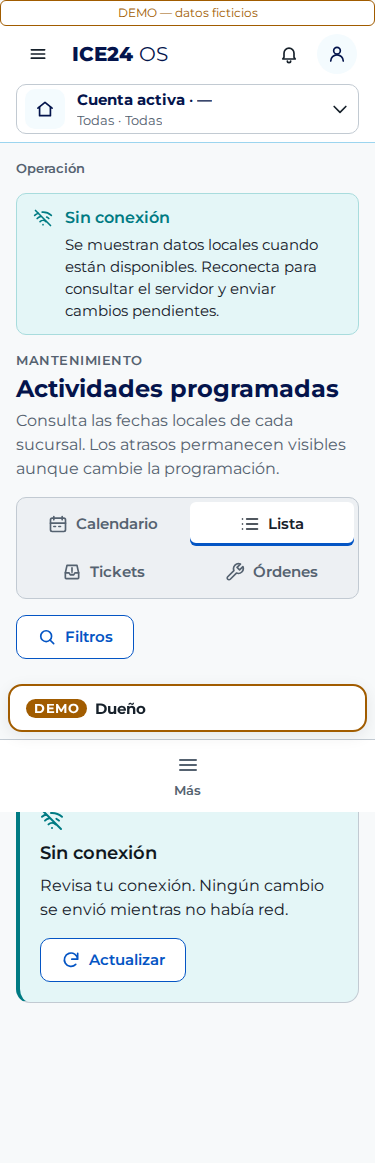 DEMO — datos ficticios
ICE24 OS
Cuenta activa · —
Todas · Todas
Operación
Sin conexión
Se muestran datos locales cuando
están disponibles. Reconecta para
consultar el servidor y enviar
cambios pendientes.
MANTENIMIENTO
Actividades programadas
Consulta las fechas locales de cada
sucursal. Los atrasos permanecen visibles
aunque cambie la programación.
Calendario
Lista
Tickets
Órdenes
Filtros
DEMO Dueño
Más
Sin conexión
Revisa tu conexión. Ningún cambio
se envió mientras no había red.
Actualizar